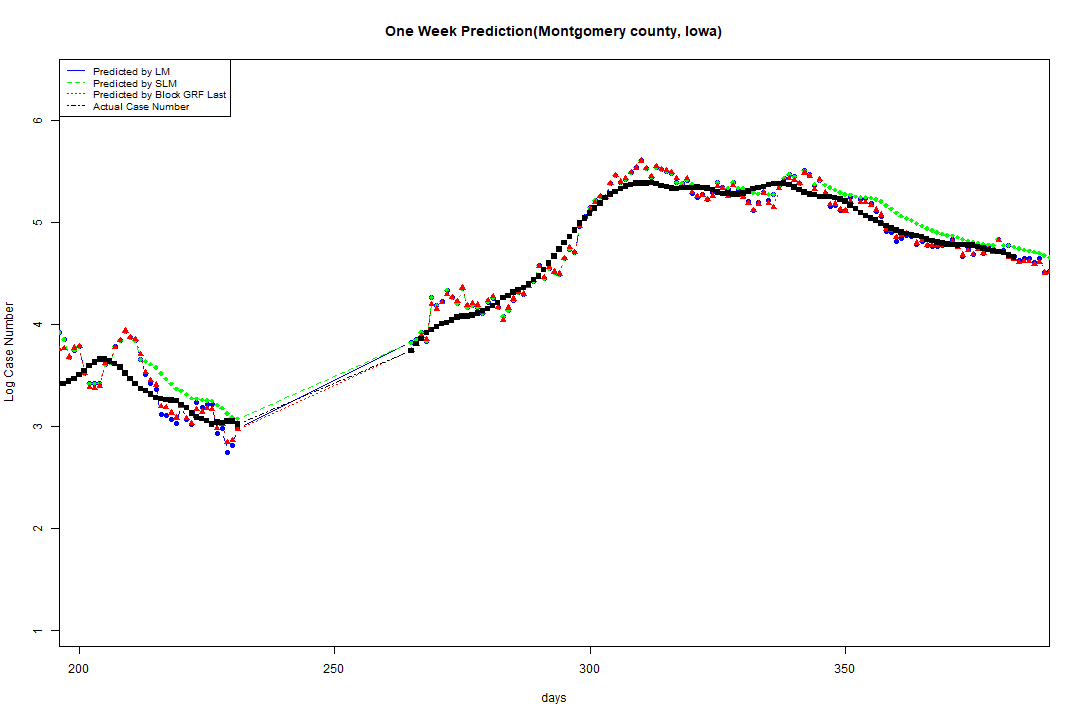 One Week Prediction(Montgomery county, Iowa)
Predicted by LM
Predicted by SLM
Predicted by Block GRF Last
Actual Case Number
6
5
4
3
2
1
Log Case Number
200
250
300
350
days